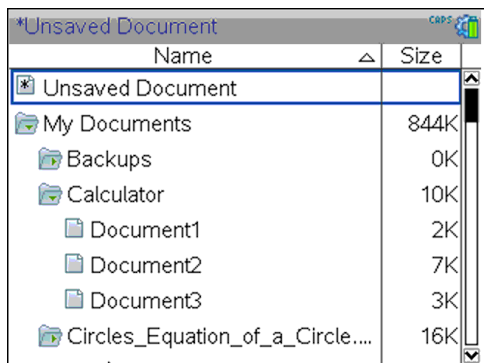 *Unsaved Document CAPS
Name Size
Unsaved Document
My Documents 844K
Backups 0K
Calculator 10K
Document1 2K
Document2 7K
Document3 3K
Circles_Equation_of_a_Circle.... 16K